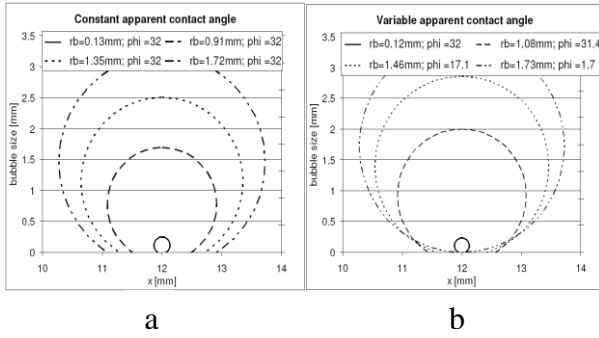 Constant apparent contact angle
rb=0.13mm; phi =32 rb=0.91mm; phi =32
rb=1.35mm; phi =32 rb=1.72mm; phi =32
bubble size [mm]
3.5
3
2.5
2
1.5
1
0.5
0
10 11 12 13 14
x [mm]
a
Variable apparent contact angle
rb=0.12mm; phi =32 rb=1.08mm; phi =31.4
rb=1.46mm; phi =17.1 rb=1.73mm; phi =1.7
bubble size [mm]
3.5
3
2.5
2
1.5
1
0.5
0
10 11 12 13 14
x [mm]
b